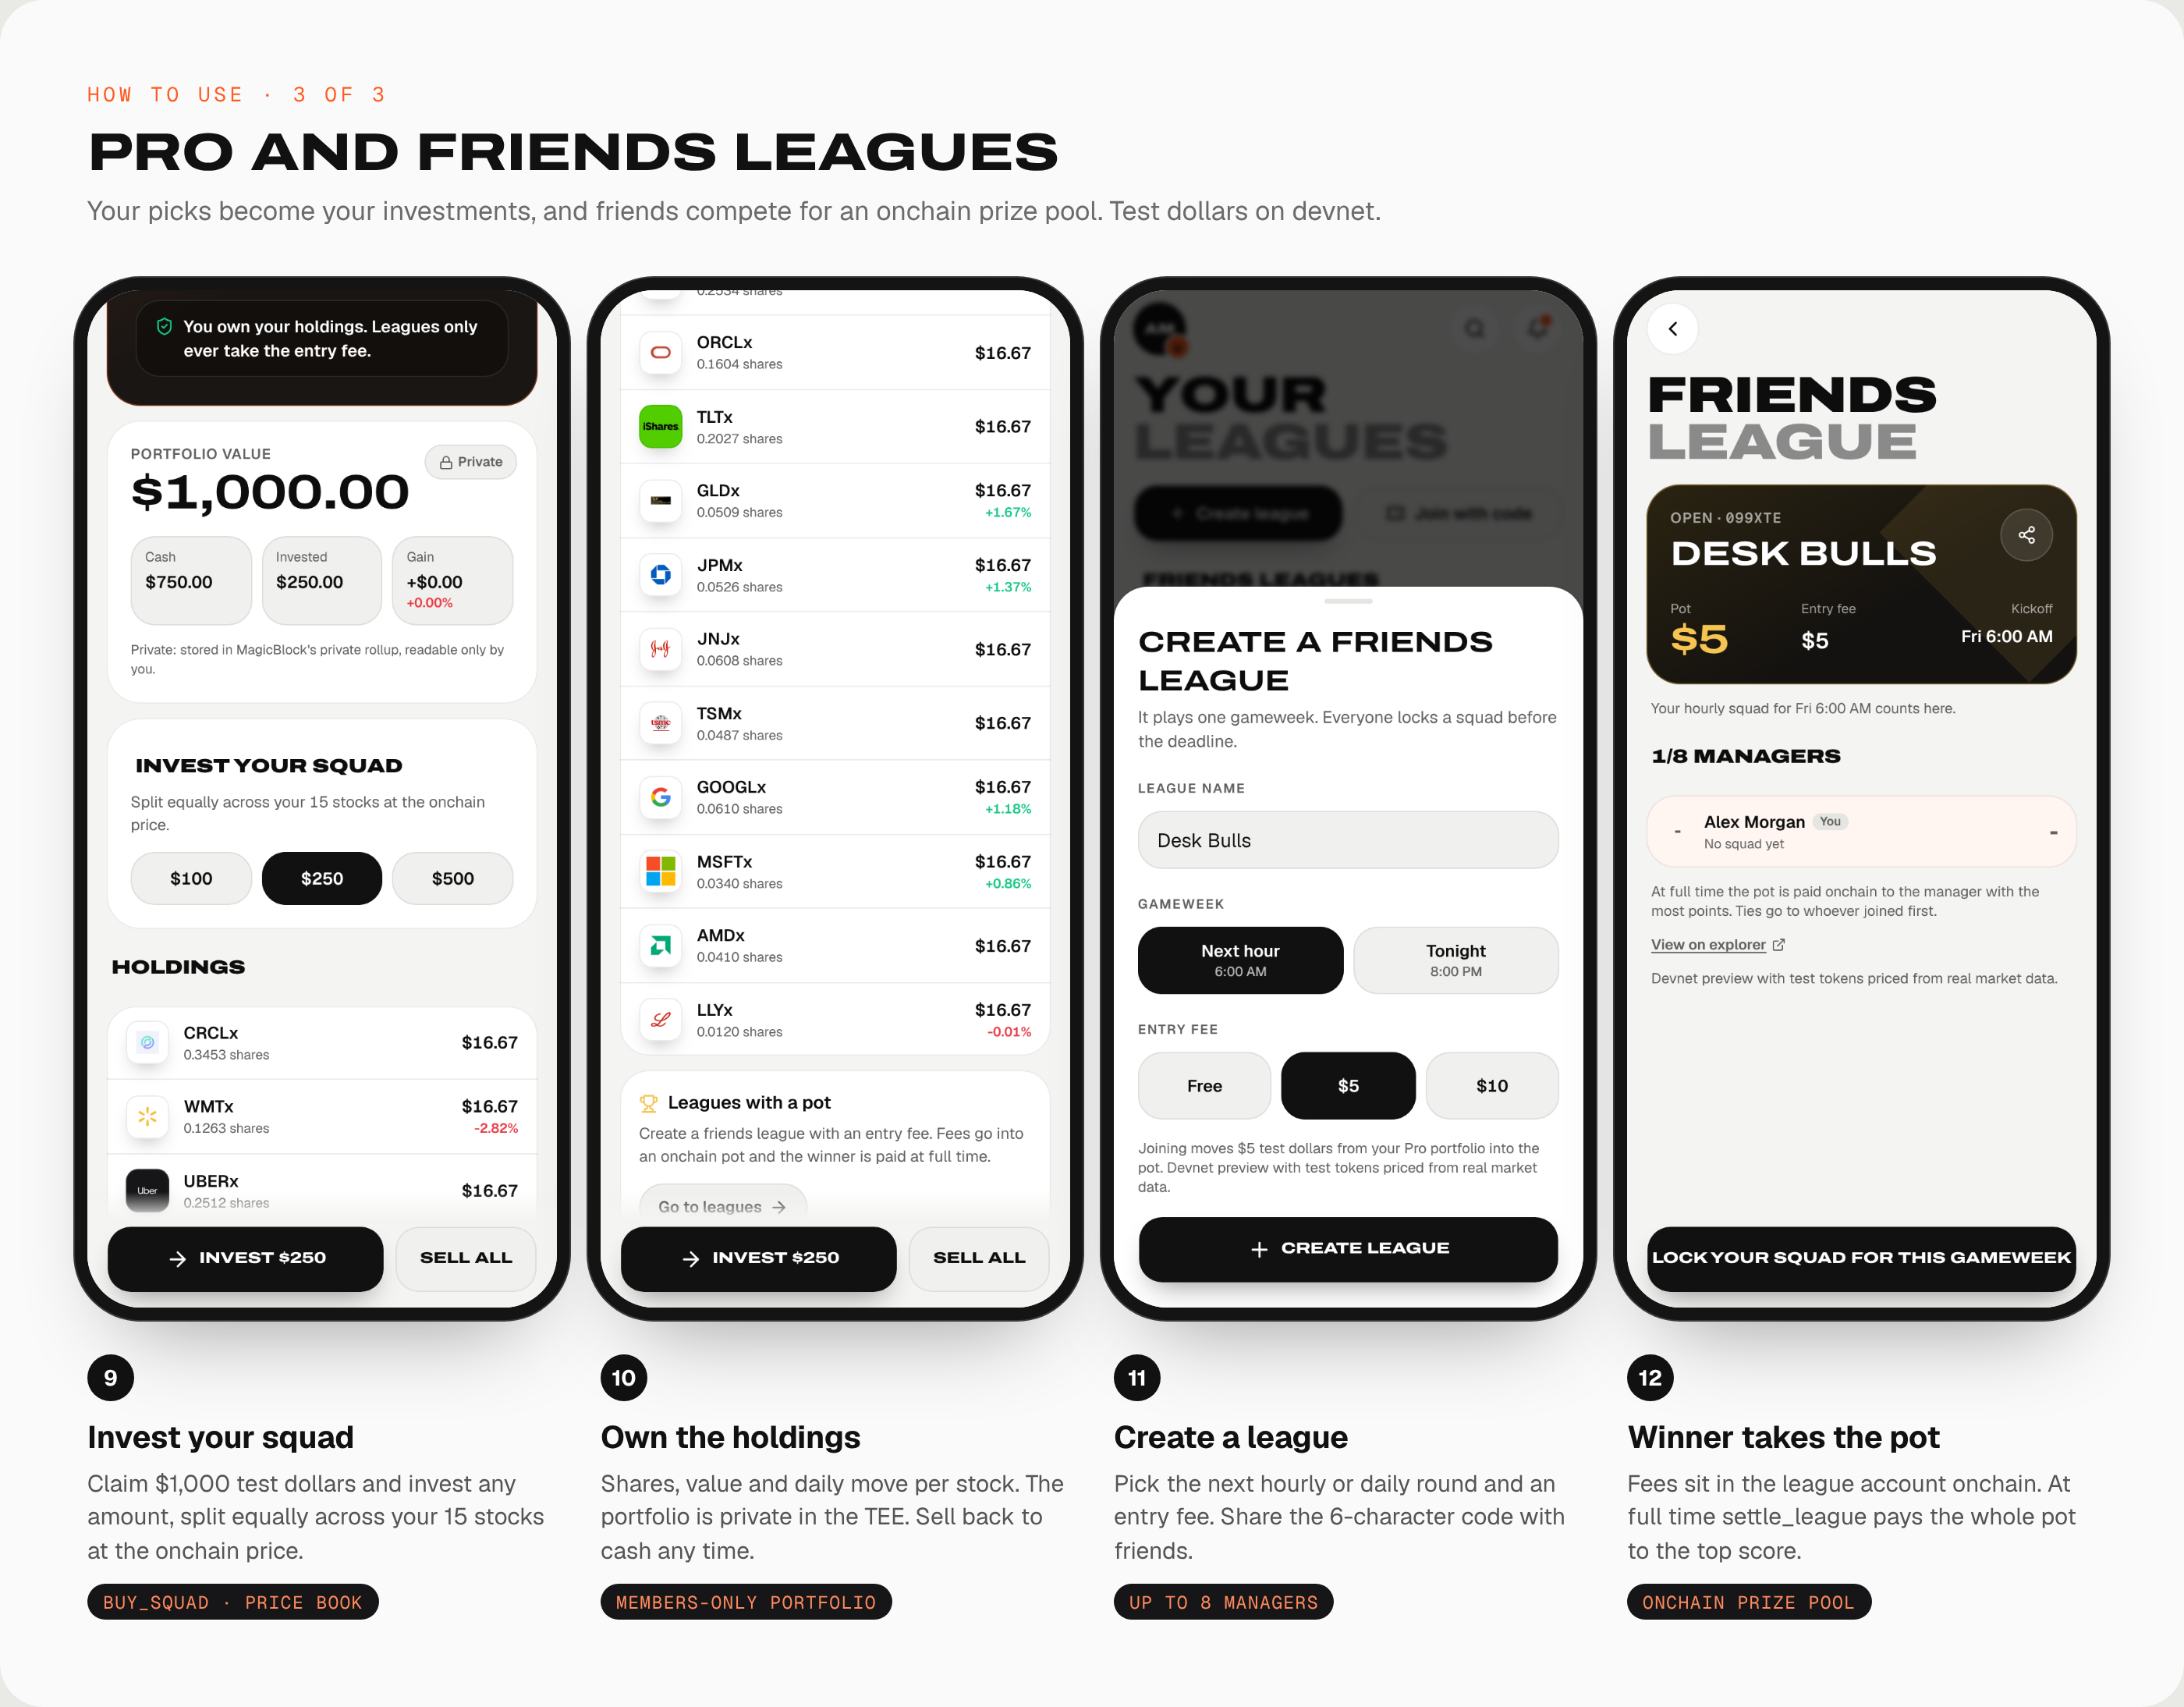 HOW TO USE · 3 OF 3
PRO AND FRIENDS LEAGUES
Your picks become your investments, and friends compete for an onchain prize pool. Test dollars on devnet.
You own your holdings. Leagues only
ever take the entry fee.
PORTFOLIO VALUE
Private
$1,000.00
Cash
$750.00
Invested
$250.00
Gain
+$0.00
+0.00%
Private: stored in MagicBlock's private rollup, readable only by
you.
INVEST YOUR SQUAD
Split equally across your 15 stocks at the onchain
price.
$100
$250
$500
HOLDINGS
CRCLx
0.3453 shares
$16.67
WMTx
0.1263 shares
$16.67
-2.82%
Uber
UBERx
0.2512 shares
$16.67
INVEST $250
SELL ALL
0.2534 shares
ORCLx
0.1604 shares
$16.67
iShares
TLTx
0.2027 shares
$16.67
GLDx
0.0509 shares
$16.67
+1.67%
JPMx
0.0526 shares
$16.67
+1.37%
JNJx
0.0608 shares
$16.67
tsmc
TSMx
0.0487 shares
$16.67
GOOGLx
0.0610 shares
$16.67
+1.18%
MSFTx
0.0340 shares
$16.67
+0.86%
AMDx
0.0410 shares
$16.67
LLYx
0.0120 shares
$16.67
-0.01%
Leagues with a pot
Create a friends league with an entry fee. Fees go into
an onchain pot and the winner is paid at full time.
Go to leagues
INVEST $250
SELL ALL
AM
YOUR
LEAGUES
+ Create league
Join with code
FRIENDS LEAGUES
CREATE A FRIENDS
LEAGUE
It plays one gameweek. Everyone locks a squad before
the deadline.
LEAGUE NAME
Desk Bulls
GAMEWEEK
Next hour
6:00 AM
Tonight
8:00 PM
ENTRY FEE
Free
$5
$10
Joining moves $5 test dollars from your Pro portfolio into the
pot. Devnet preview with test tokens priced from real market
data.
+ CREATE LEAGUE
FRIENDS
LEAGUE
OPEN · 099XTE
DESK BULLS
Pot
$5
Entry fee
$5
Kickoff
Fri 6:00 AM
Your hourly squad for Fri 6:00 AM counts here.
1/8 MANAGERS
-
Alex Morgan
You
No squad yet
-
At full time the pot is paid onchain to the manager with the
most points. Ties go to whoever joined first.
View on explorer
Devnet preview with test tokens priced from real market data.
LOCK YOUR SQUAD FOR THIS GAMEWEEK
9
Invest your squad
Claim $1,000 test dollars and invest any
amount, split equally across your 15 stocks
at the onchain price.
BUY_SQUAD · PRICE BOOK
10
Own the holdings
Shares, value and daily move per stock. The
portfolio is private in the TEE. Sell back to
cash any time.
MEMBERS-ONLY PORTFOLIO
11
Create a league
Pick the next hourly or daily round and an
entry fee. Share the 6-character code with
friends.
UP TO 8 MANAGERS
12
Winner takes the pot
Fees sit in the league account onchain. At
full time settle_league pays the whole pot
to the top score.
ONCHAIN PRIZE POOL